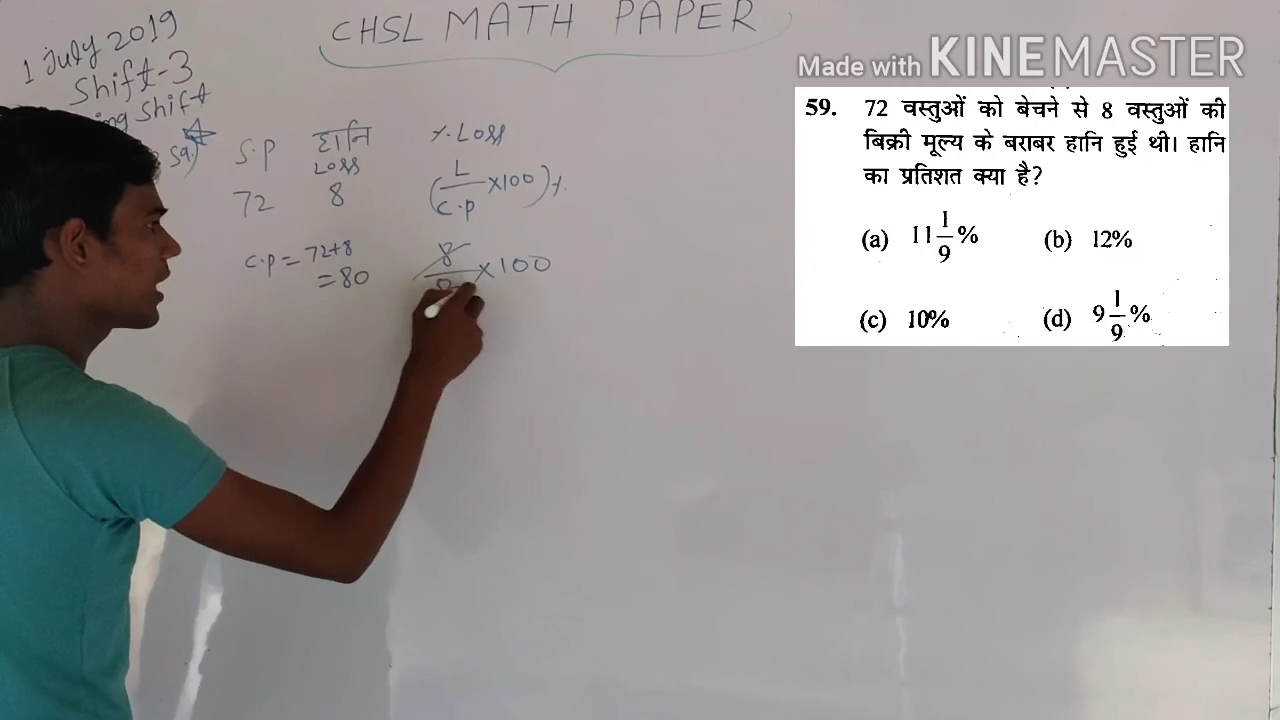 CHSL MATH PAPER
1 July 2019
Shift-3
Shift
S.P हानि % Loss
Loss
72 8 (L/C.P ×100)%
C.P = 72+8
= 80
8
×100
Made with KINEMASTER
59. 72 वस्तुओं को बेचने से 8 वस्तुओं की
बिक्री मूल्य के बराबर हानि हुई थी। हानि
का प्रतिशत क्या है?
(a) 11 1/9 % (b) 12%
(c) 10% (d) 9 1/9 %